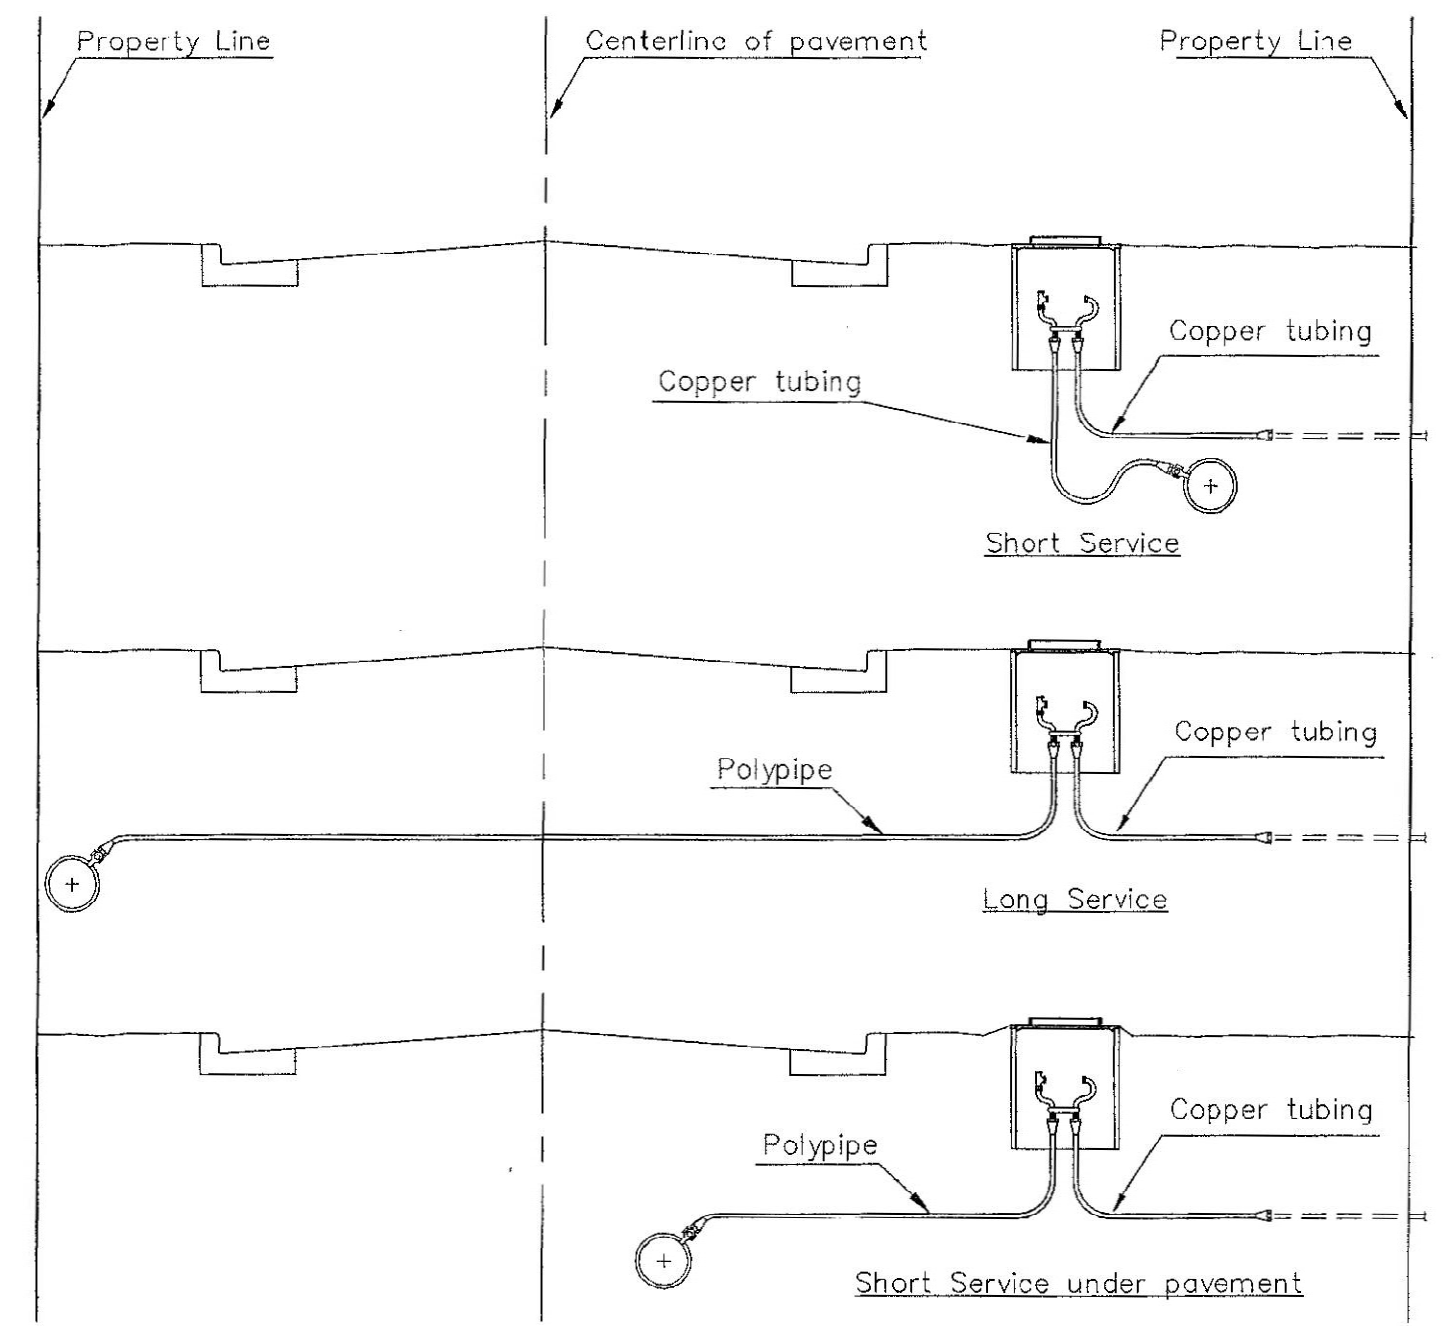 Property Line
Centerline of pavement
Property Line
Copper tubing
Copper tubing
Short Service
Copper tubing
Polypipe
Long Service
Copper tubing
Polypipe
Short Service under pavement